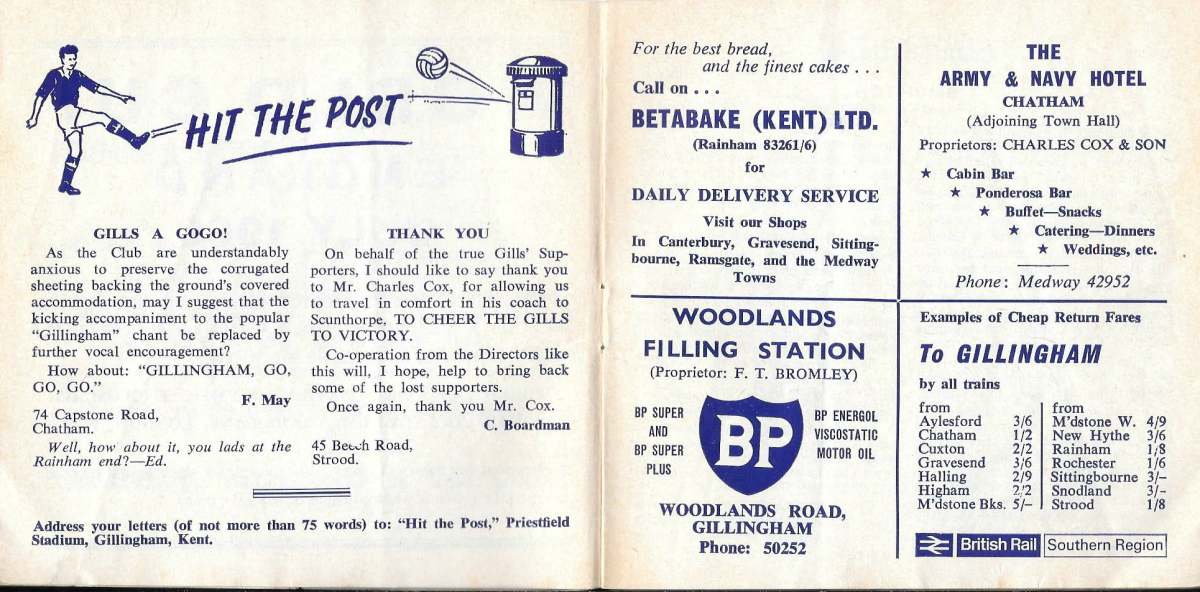 HIT THE POST
GILLS A GOGO!
As the Club are understandably
anxious to preserve the corrugated
sheeting backing the ground's covered
accommodation, may I suggest that the
kicking accompaniment to the popular
"Gillingham" chant be replaced by
further vocal encouragement?
How about: "GILLINGHAM, GO,
GO, GO."
F. May
74 Capstone Road,
Chatham.
Well, how about it, you lads at the
Rainham end?—Ed.
THANK YOU
On behalf of the true Gills' Sup-
porters, I should like to say thank you
to Mr. Charles Cox, for allowing us
to travel in comfort in his coach to
Scunthorpe, TO CHEER THE GILLS
TO VICTORY.
Co-operation from the Directors like
this will, I hope, help to bring back
some of the lost supporters.
Once again, thank you Mr. Cox.
C. Boardman
45 Beech Road,
Strood.
Address your letters (of not more than 75 words) to: "Hit the Post," Priestfield
Stadium, Gillingham, Kent.
For the best bread,
and the finest cakes . . .
Call on . . .
BETABAKE (KENT) LTD.
(Rainham 83261/6)
for
DAILY DELIVERY SERVICE
Visit our Shops
In Canterbury, Gravesend, Sitting-
bourne, Ramsgate, and the Medway
Towns
THE
ARMY & NAVY HOTEL
CHATHAM
(Adjoining Town Hall)
Proprietors: CHARLES COX & SON
★ Cabin Bar
★ Ponderosa Bar
★ Buffet—Snacks
★ Catering—Dinners
★ Weddings, etc.
Phone: Medway 42952
WOODLANDS
FILLING STATION
(Proprietor: F. T. BROMLEY)
BP SUPER
AND
BP SUPER
PLUS
BP
BP ENERGOL
VISCOSTATIC
MOTOR OIL
WOODLANDS ROAD,
GILLINGHAM
Phone: 50252
Examples of Cheap Return Fares
To GILLINGHAM
by all trains
from
Aylesford 3/6
Chatham 1/2
Cuxton 2/2
Gravesend 3/6
Halling 2/9
Higham 2/2
M'dstone Bks. 5/–
from
M'dstone W. 4/9
New Hythe 3/6
Rainham 1/8
Rochester 1/6
Sittingbourne 3/–
Snodland 3/–
Strood 1/8
British Rail Southern Region